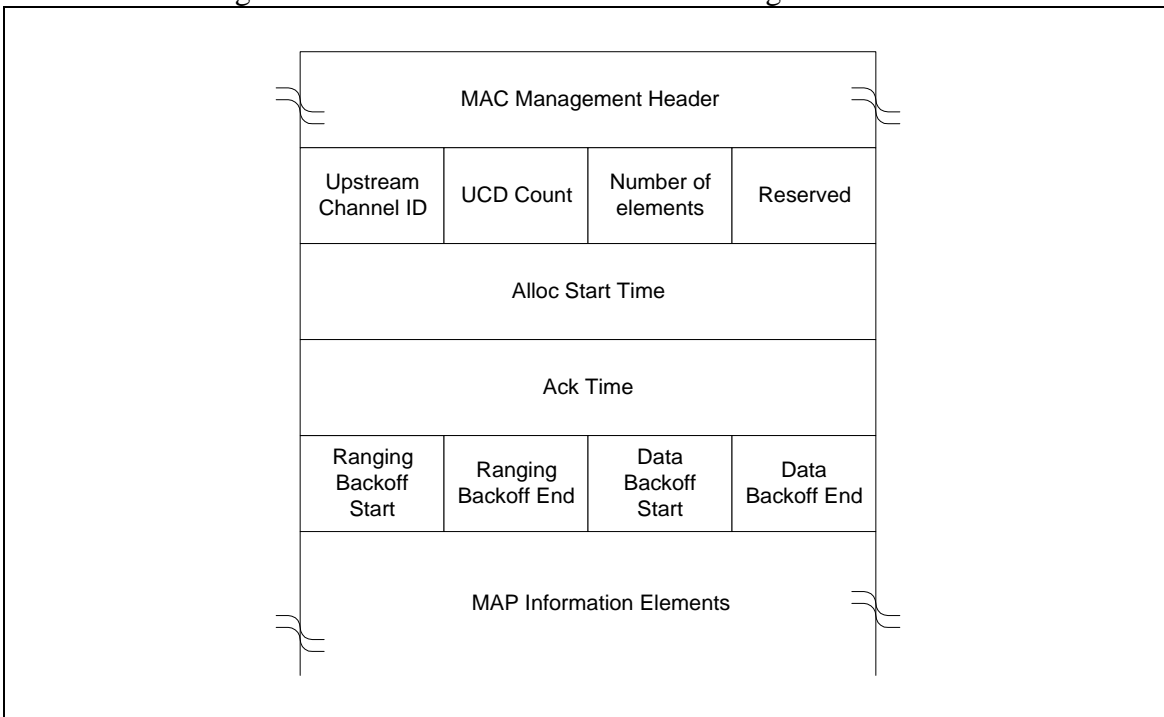 MAC Management Header
Upstream
Channel ID
UCD Count
Number of
elements
Reserved
Alloc Start Time
Ack Time
Ranging
Backoff
Start
Ranging
Backoff End
Data
Backoff
Start
Data
Backoff End
MAP Information Elements